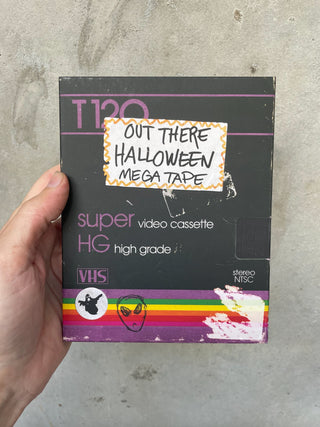 T120
OUT THERE
HALLOWEEN
MEGA TAPE
super video cassette
HG high grade
VHS
stereo
NTSC